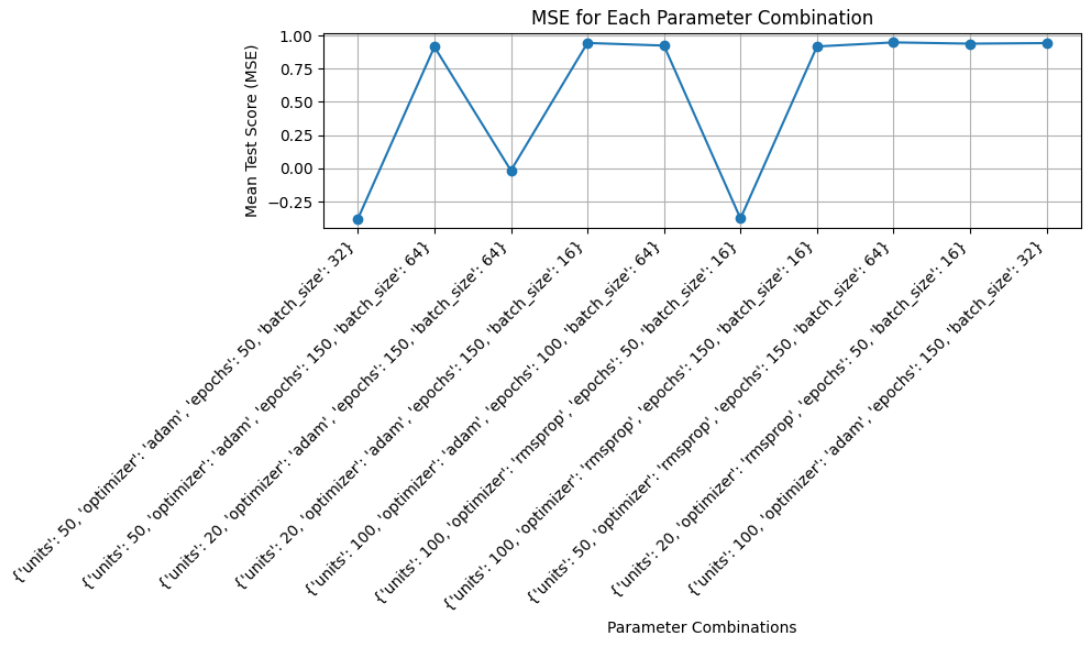 MSE for Each Parameter Combination
Mean Test Score (MSE)
1.00
0.75
0.50
0.25
0.00
−0.25
{'units': 50, 'optimizer': 'adam', 'epochs': 50, 'batch_size': 32}
{'units': 50, 'optimizer': 'adam', 'epochs': 150, 'batch_size': 64}
{'units': 20, 'optimizer': 'adam', 'epochs': 150, 'batch_size': 64}
{'units': 20, 'optimizer': 'adam', 'epochs': 150, 'batch_size': 16}
{'units': 100, 'optimizer': 'adam', 'epochs': 100, 'batch_size': 64}
{'units': 100, 'optimizer': 'rmsprop', 'epochs': 50, 'batch_size': 16}
{'units': 100, 'optimizer': 'rmsprop', 'epochs': 150, 'batch_size': 16}
{'units': 50, 'optimizer': 'rmsprop', 'epochs': 150, 'batch_size': 64}
{'units': 20, 'optimizer': 'rmsprop', 'epochs': 50, 'batch_size': 16}
{'units': 100, 'optimizer': 'adam', 'epochs': 150, 'batch_size': 32}
Parameter Combinations